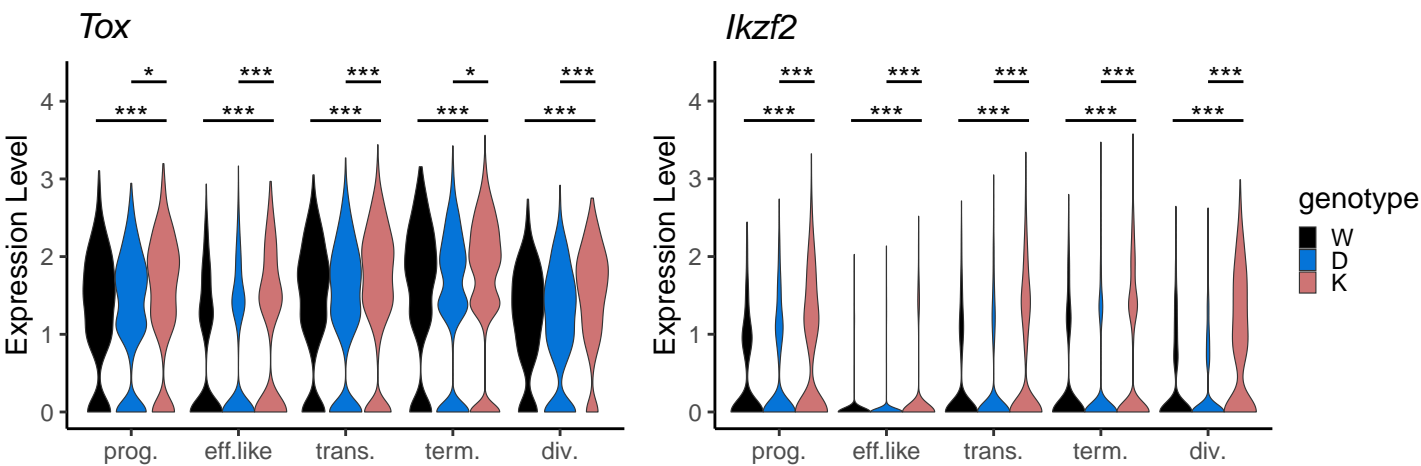 Tox
* *** *** * ***
*** *** *** *** ***
Expression Level
4
3
2
1
0
prog. eff.like trans. term. div.
Ikzf2
*** *** *** *** ***
*** *** *** *** ***
Expression Level
4
3
2
1
0
prog. eff.like trans. term. div.
genotype
W
D
K